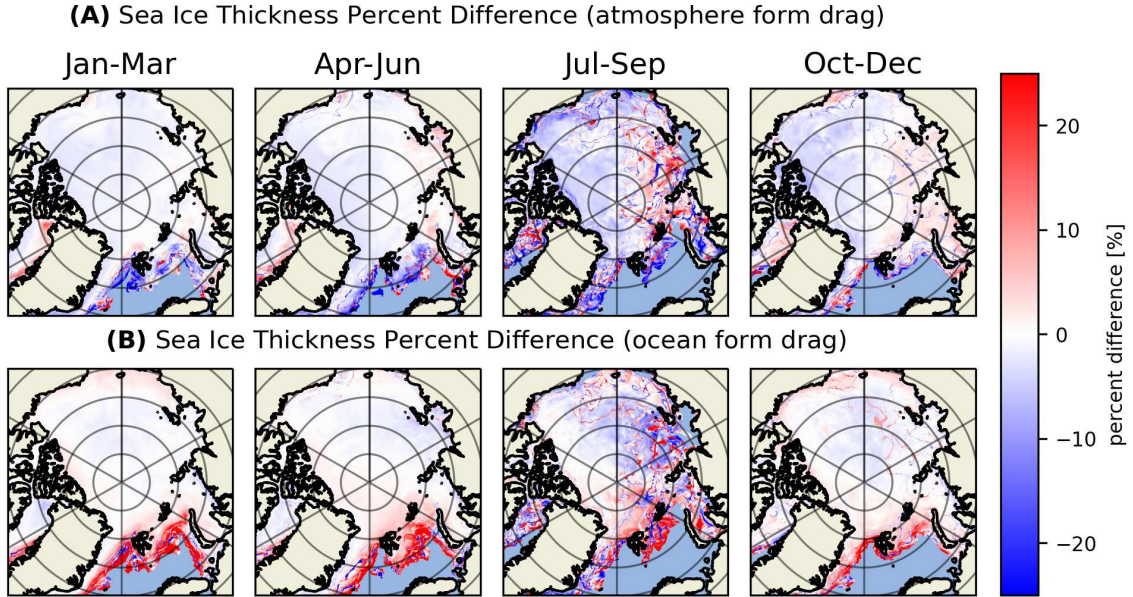 (A) Sea Ice Thickness Percent Difference (atmosphere form drag)
Jan-Mar
Apr-Jun
Jul-Sep
Oct-Dec
(B) Sea Ice Thickness Percent Difference (ocean form drag)
20
10
0
−10
−20
percent difference [%]